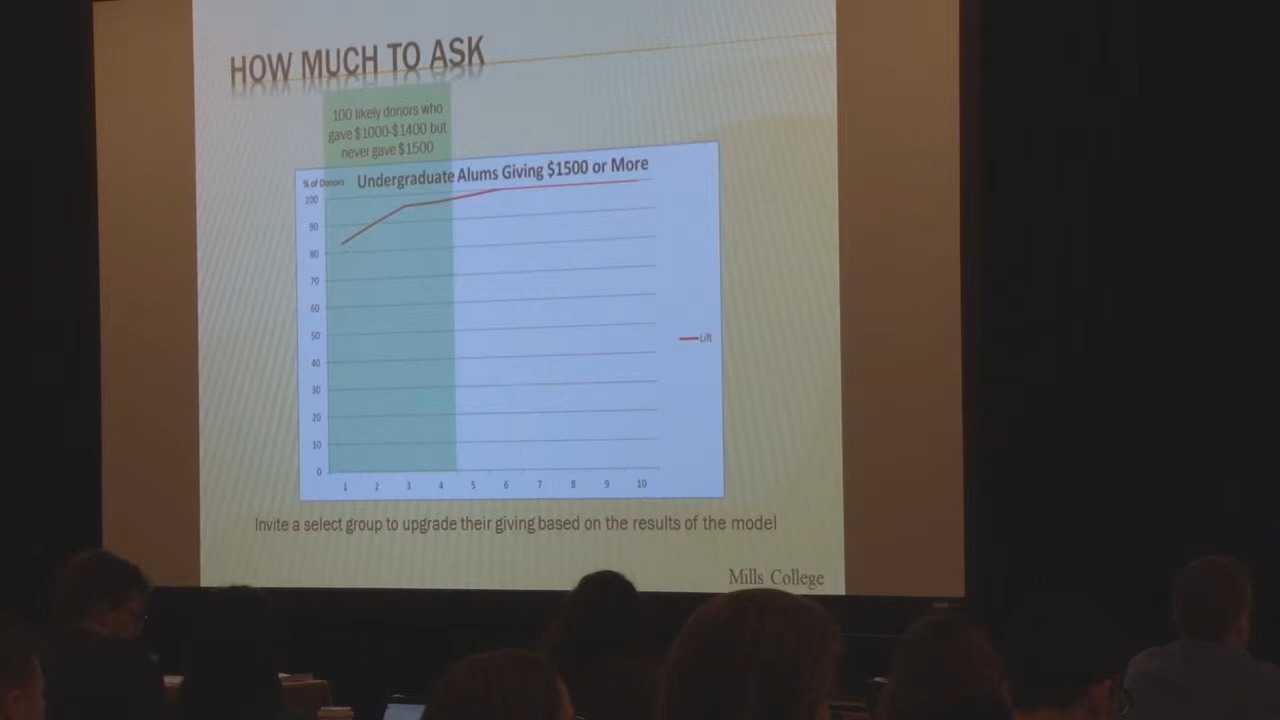 HOW MUCH TO ASK
100 likely donors who
gave $1000-$1400 but
never gave $1500
% of Donors
Undergraduate Alums Giving $1500 or More
100
90
80
70
60
50
40
30
20
10
0
1 2 3 4 5 6 7 8 9 10
Lift
Invite a select group to upgrade their giving based on the results of the model
Mills College